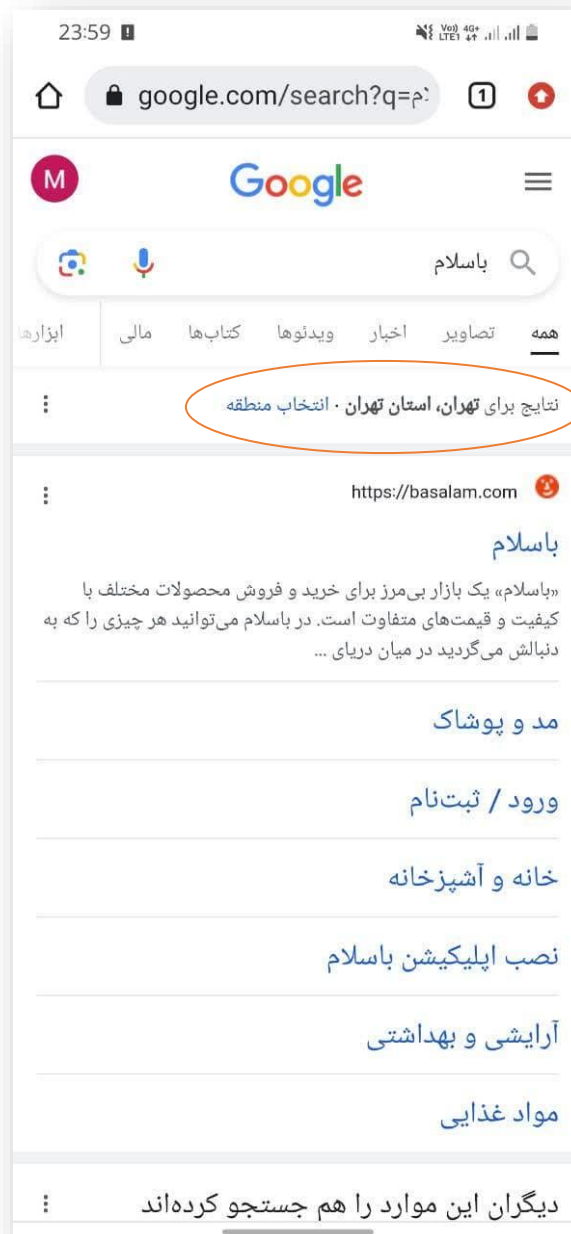 23:59
Vo) 4G+
LTE1
google.com/search?q=
1
M
Google
باسلام
همه تصاویر اخبار ویدئوها کتاب‌ها مالی ابزارها
نتایج برای تهران، استان تهران · انتخاب منطقه
https://basalam.com
باسلام
«باسلام» یک بازار بی‌مرز برای خرید و فروش محصولات مختلف با
کیفیت و قیمت‌های متفاوت است. در باسلام می‌توانید هر چیزی را که به
دنبالش می‌گردید در میان دریای ...
مد و پوشاک
ورود / ثبت‌نام
خانه و آشپزخانه
نصب اپلیکیشن باسلام
آرایشی و بهداشتی
مواد غذایی
دیگران این موارد را هم جستجو کرده‌اند